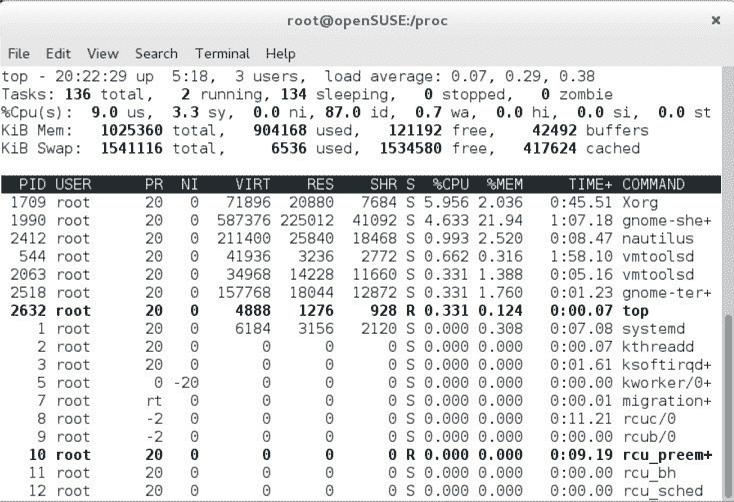 root@openSUSE:/proc ×
File Edit View Search Terminal Help
top - 20:22:29 up  5:18,  3 users,  load average: 0.07, 0.29, 0.38
Tasks: 136 total,   2 running, 134 sleeping,   0 stopped,   0 zombie
%Cpu(s):  9.0 us,  3.3 sy,  0.0 ni, 87.0 id,  0.7 wa,  0.0 hi,  0.0 si,  0.0 st
KiB Mem:   1025360 total,   904168 used,   121192 free,    42492 buffers
KiB Swap:  1541116 total,     6536 used,  1534580 free,   417624 cached
PID USER      PR  NI    VIRT    RES    SHR S  %CPU  %MEM     TIME+ COMMAND
1709 root      20   0   71896  20880   7684 S 5.956 2.036   0:45.51 Xorg
1990 root      20   0  587376 225012  41092 S 4.633 21.94   1:07.18 gnome-she+
2412 root      20   0  211400  25840  18468 S 0.993 2.520   0:08.47 nautilus
544 root      20   0   41936   3236   2772 S 0.662 0.316   1:58.10 vmtoolsd
2063 root      20   0   34968  14228  11660 S 0.331 1.388   0:05.16 vmtoolsd
2518 root      20   0  157768  18044  12872 S 0.331 1.760   0:01.23 gnome-ter+
2632 root      20   0    4888   1276    928 R 0.331 0.124   0:00.07 top
1 root      20   0    6184   3156   2120 S 0.000 0.308   0:07.08 systemd
2 root      20   0       0      0      0 S 0.000 0.000   0:00.07 kthreadd
3 root      20   0       0      0      0 S 0.000 0.000   0:01.61 ksoftirqd+
5 root       0 -20       0      0      0 S 0.000 0.000   0:00.00 kworker/0+
7 root      rt   0       0      0      0 S 0.000 0.000   0:00.01 migration+
8 root      -2   0       0      0      0 S 0.000 0.000   0:11.21 rcuc/0
9 root      -2   0       0      0      0 S 0.000 0.000   0:00.00 rcub/0
10 root      20   0       0      0      0 R 0.000 0.000   0:09.19 rcu_preem+
11 root      20   0       0      0      0 S 0.000 0.000   0:00.00 rcu_bh
12 root      20   0       0      0      0 S 0.000 0.000   0:00.00 rcu_sched